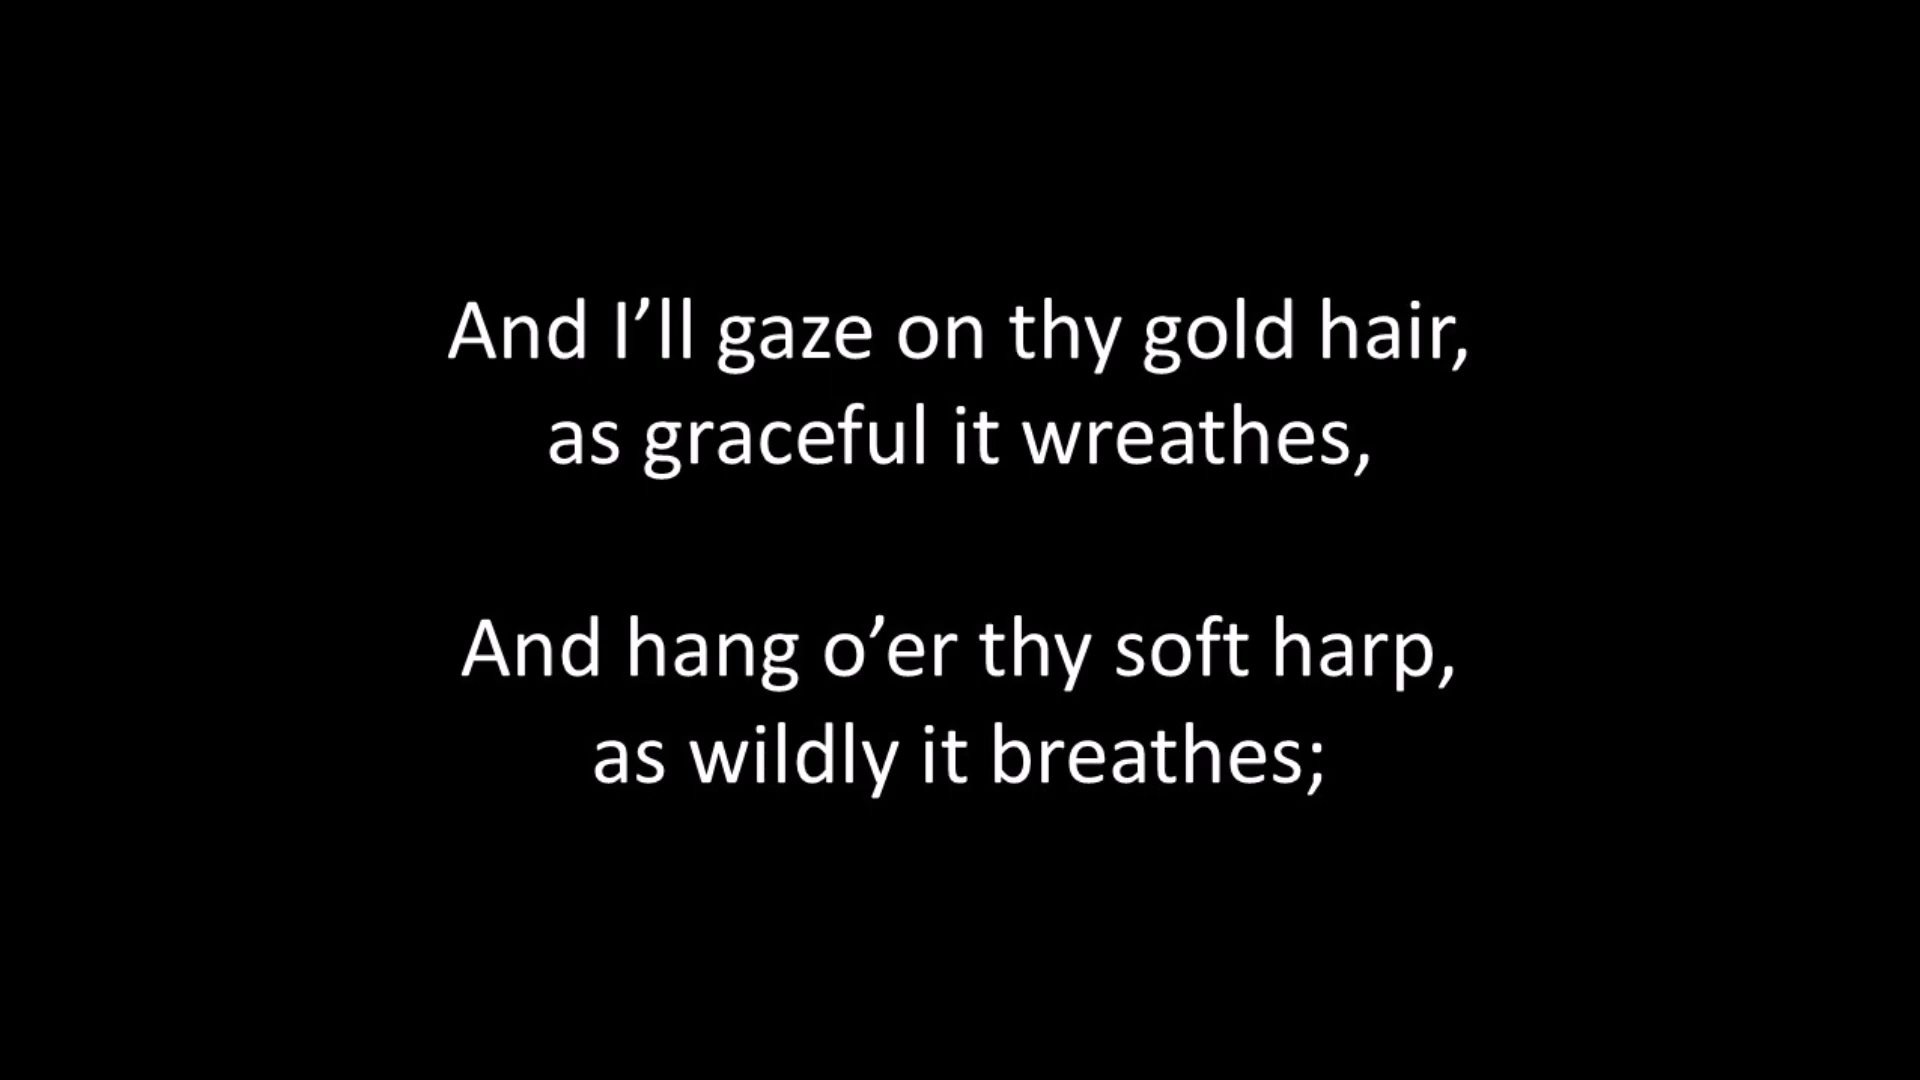 And I’ll gaze on thy gold hair,
as graceful it wreathes,
And hang o’er thy soft harp,
as wildly it breathes;